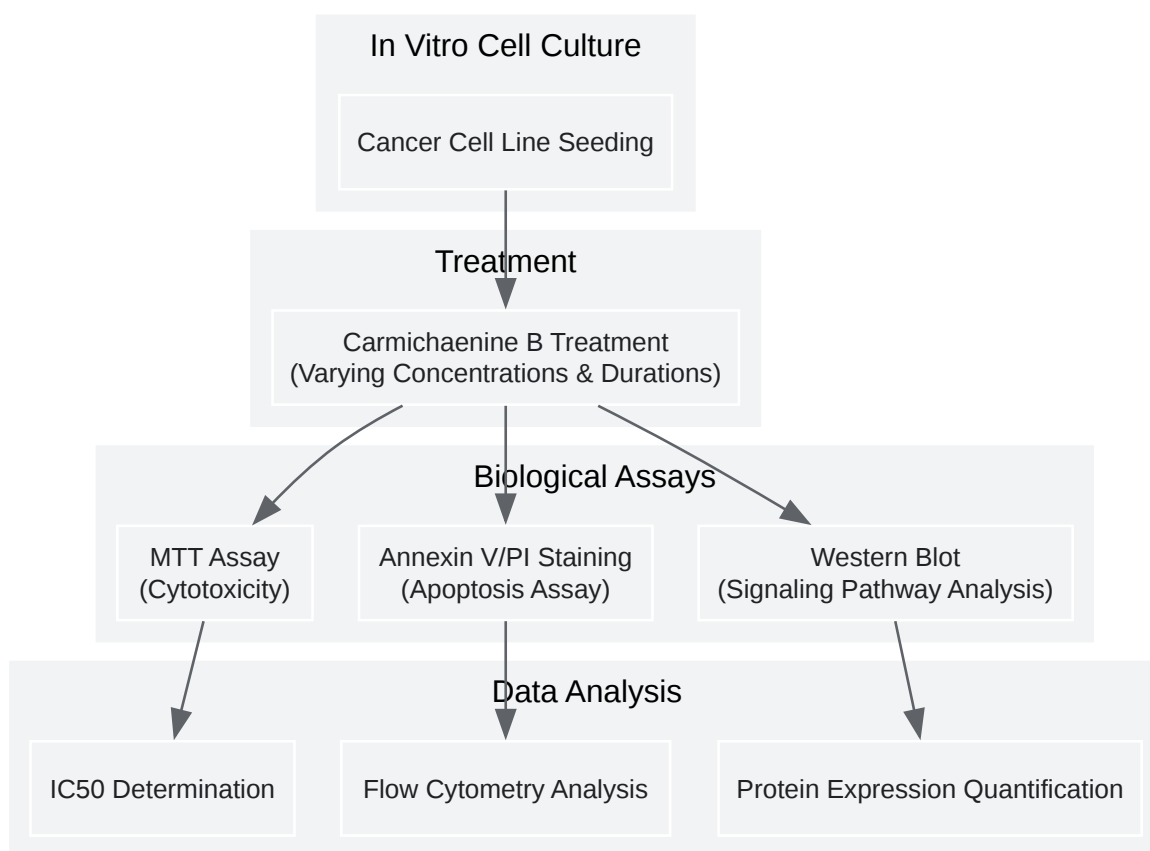 In Vitro Cell Culture
Cancer Cell Line Seeding
Treatment
Carmichaenine B Treatment
(Varying Concentrations & Durations)
Biological Assays
MTT Assay
(Cytotoxicity)
Annexin V/PI Staining
(Apoptosis Assay)
Western Blot
(Signaling Pathway Analysis)
Data Analysis
IC50 Determination
Flow Cytometry Analysis
Protein Expression Quantification